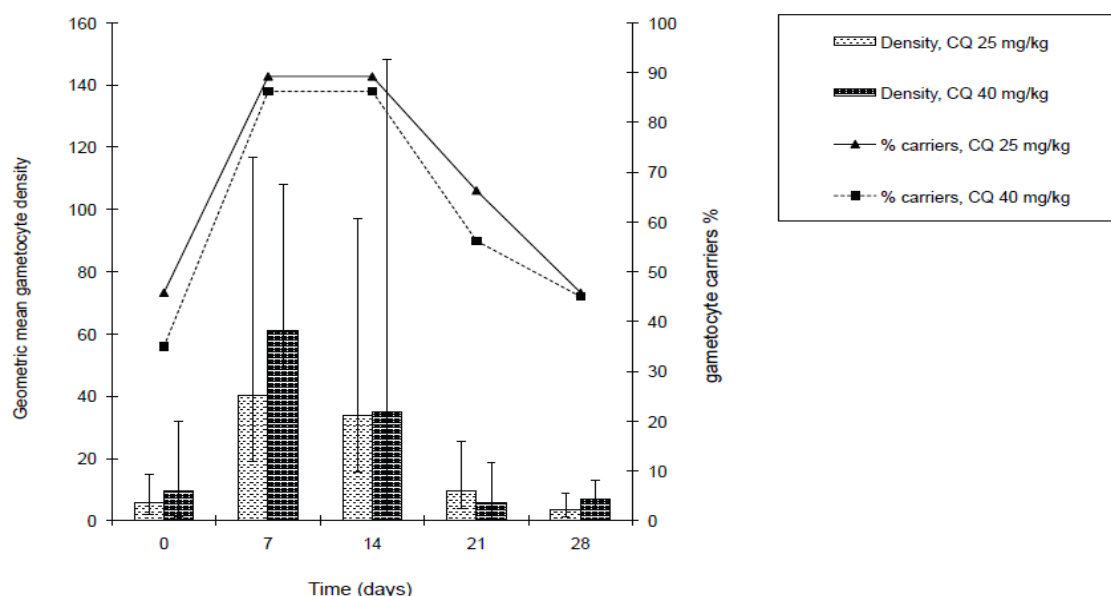 Geometric mean gametocyte density
160
140
120
100
80
60
40
20
0
0 7 14 21 28
Time (days)
100
90
80
70
60
50
40
30
20
10
0
gametocyte carriers %
Density, CQ 25 mg/kg
Density, CQ 40 mg/kg
% carriers, CQ 25 mg/kg
% carriers, CQ 40 mg/kg